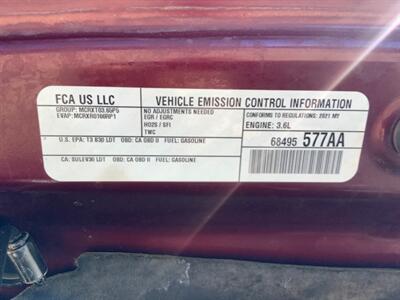 FCA US LLC
GROUP: MCRXT03.65P5
EVAP: MCRXR0166RP1
VEHICLE EMISSION CONTROL INFORMATION
NO ADJUSTMENTS NEEDED
EGR / EGRC
HO2S / SFI
TWC
CONFORMS TO REGULATIONS: 2021 MY
ENGINE: 3.6L
68495 577AA
U.S. EPA: T3 B30 LDT OBD: CA OBD II FUEL: GASOLINE
CA: SULEV30 LDT OBD: CA OBD II FUEL: GASOLINE